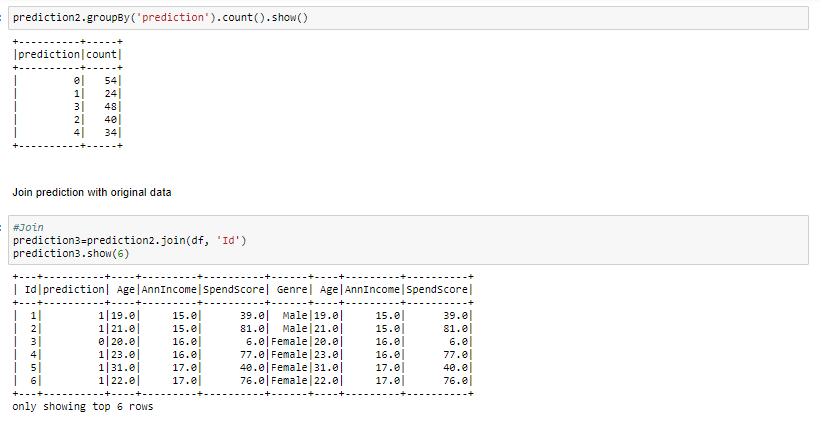 prediction2.groupBy('prediction').count().show()
+----------+-----+
|prediction|count|
+----------+-----+
|         0|   54|
|         1|   24|
|         3|   48|
|         2|   40|
|         4|   34|
+----------+-----+
Join prediction with original data
#Join
prediction3=prediction2.join(df, 'Id')
prediction3.show(6)
+---+----------+----+---------+----------+------+----+---------+----------+
| Id|prediction| Age|AnnIncome|SpendScore| Genre| Age|AnnIncome|SpendScore|
+---+----------+----+---------+----------+------+----+---------+----------+
|  1|         1|19.0|     15.0|      39.0|  Male|19.0|     15.0|      39.0|
|  2|         1|21.0|     15.0|      81.0|  Male|21.0|     15.0|      81.0|
|  3|         0|20.0|     16.0|       6.0|Female|20.0|     16.0|       6.0|
|  4|         1|23.0|     16.0|      77.0|Female|23.0|     16.0|      77.0|
|  5|         1|31.0|     17.0|      40.0|Female|31.0|     17.0|      40.0|
|  6|         1|22.0|     17.0|      76.0|Female|22.0|     17.0|      76.0|
+---+----------+----+---------+----------+------+----+---------+----------+
only showing top 6 rows